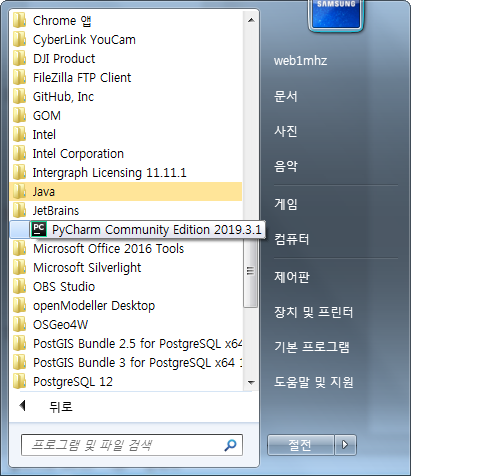 Chrome 앱
CyberLink YouCam
DJI Product
FileZilla FTP Client
GitHub, Inc
GOM
Intel
Intel Corporation
Intergraph Licensing 11.11.1
Java
JetBrains
PC PyCharm Community Edition 2019.3.1
Microsoft Office 2016 Tools
Microsoft Silverlight
OBS Studio
openModeller Desktop
OSGeo4W
PostGIS Bundle 2.5 for PostgreSQL x64
PostGIS Bundle 3 for PostgreSQL x64 1
PostgreSQL 12
뒤로
프로그램 및 파일 검색
SAMSUNG
web1mhz
문서
사진
음악
게임
컴퓨터
제어판
장치 및 프린터
기본 프로그램
도움말 및 지원
절전